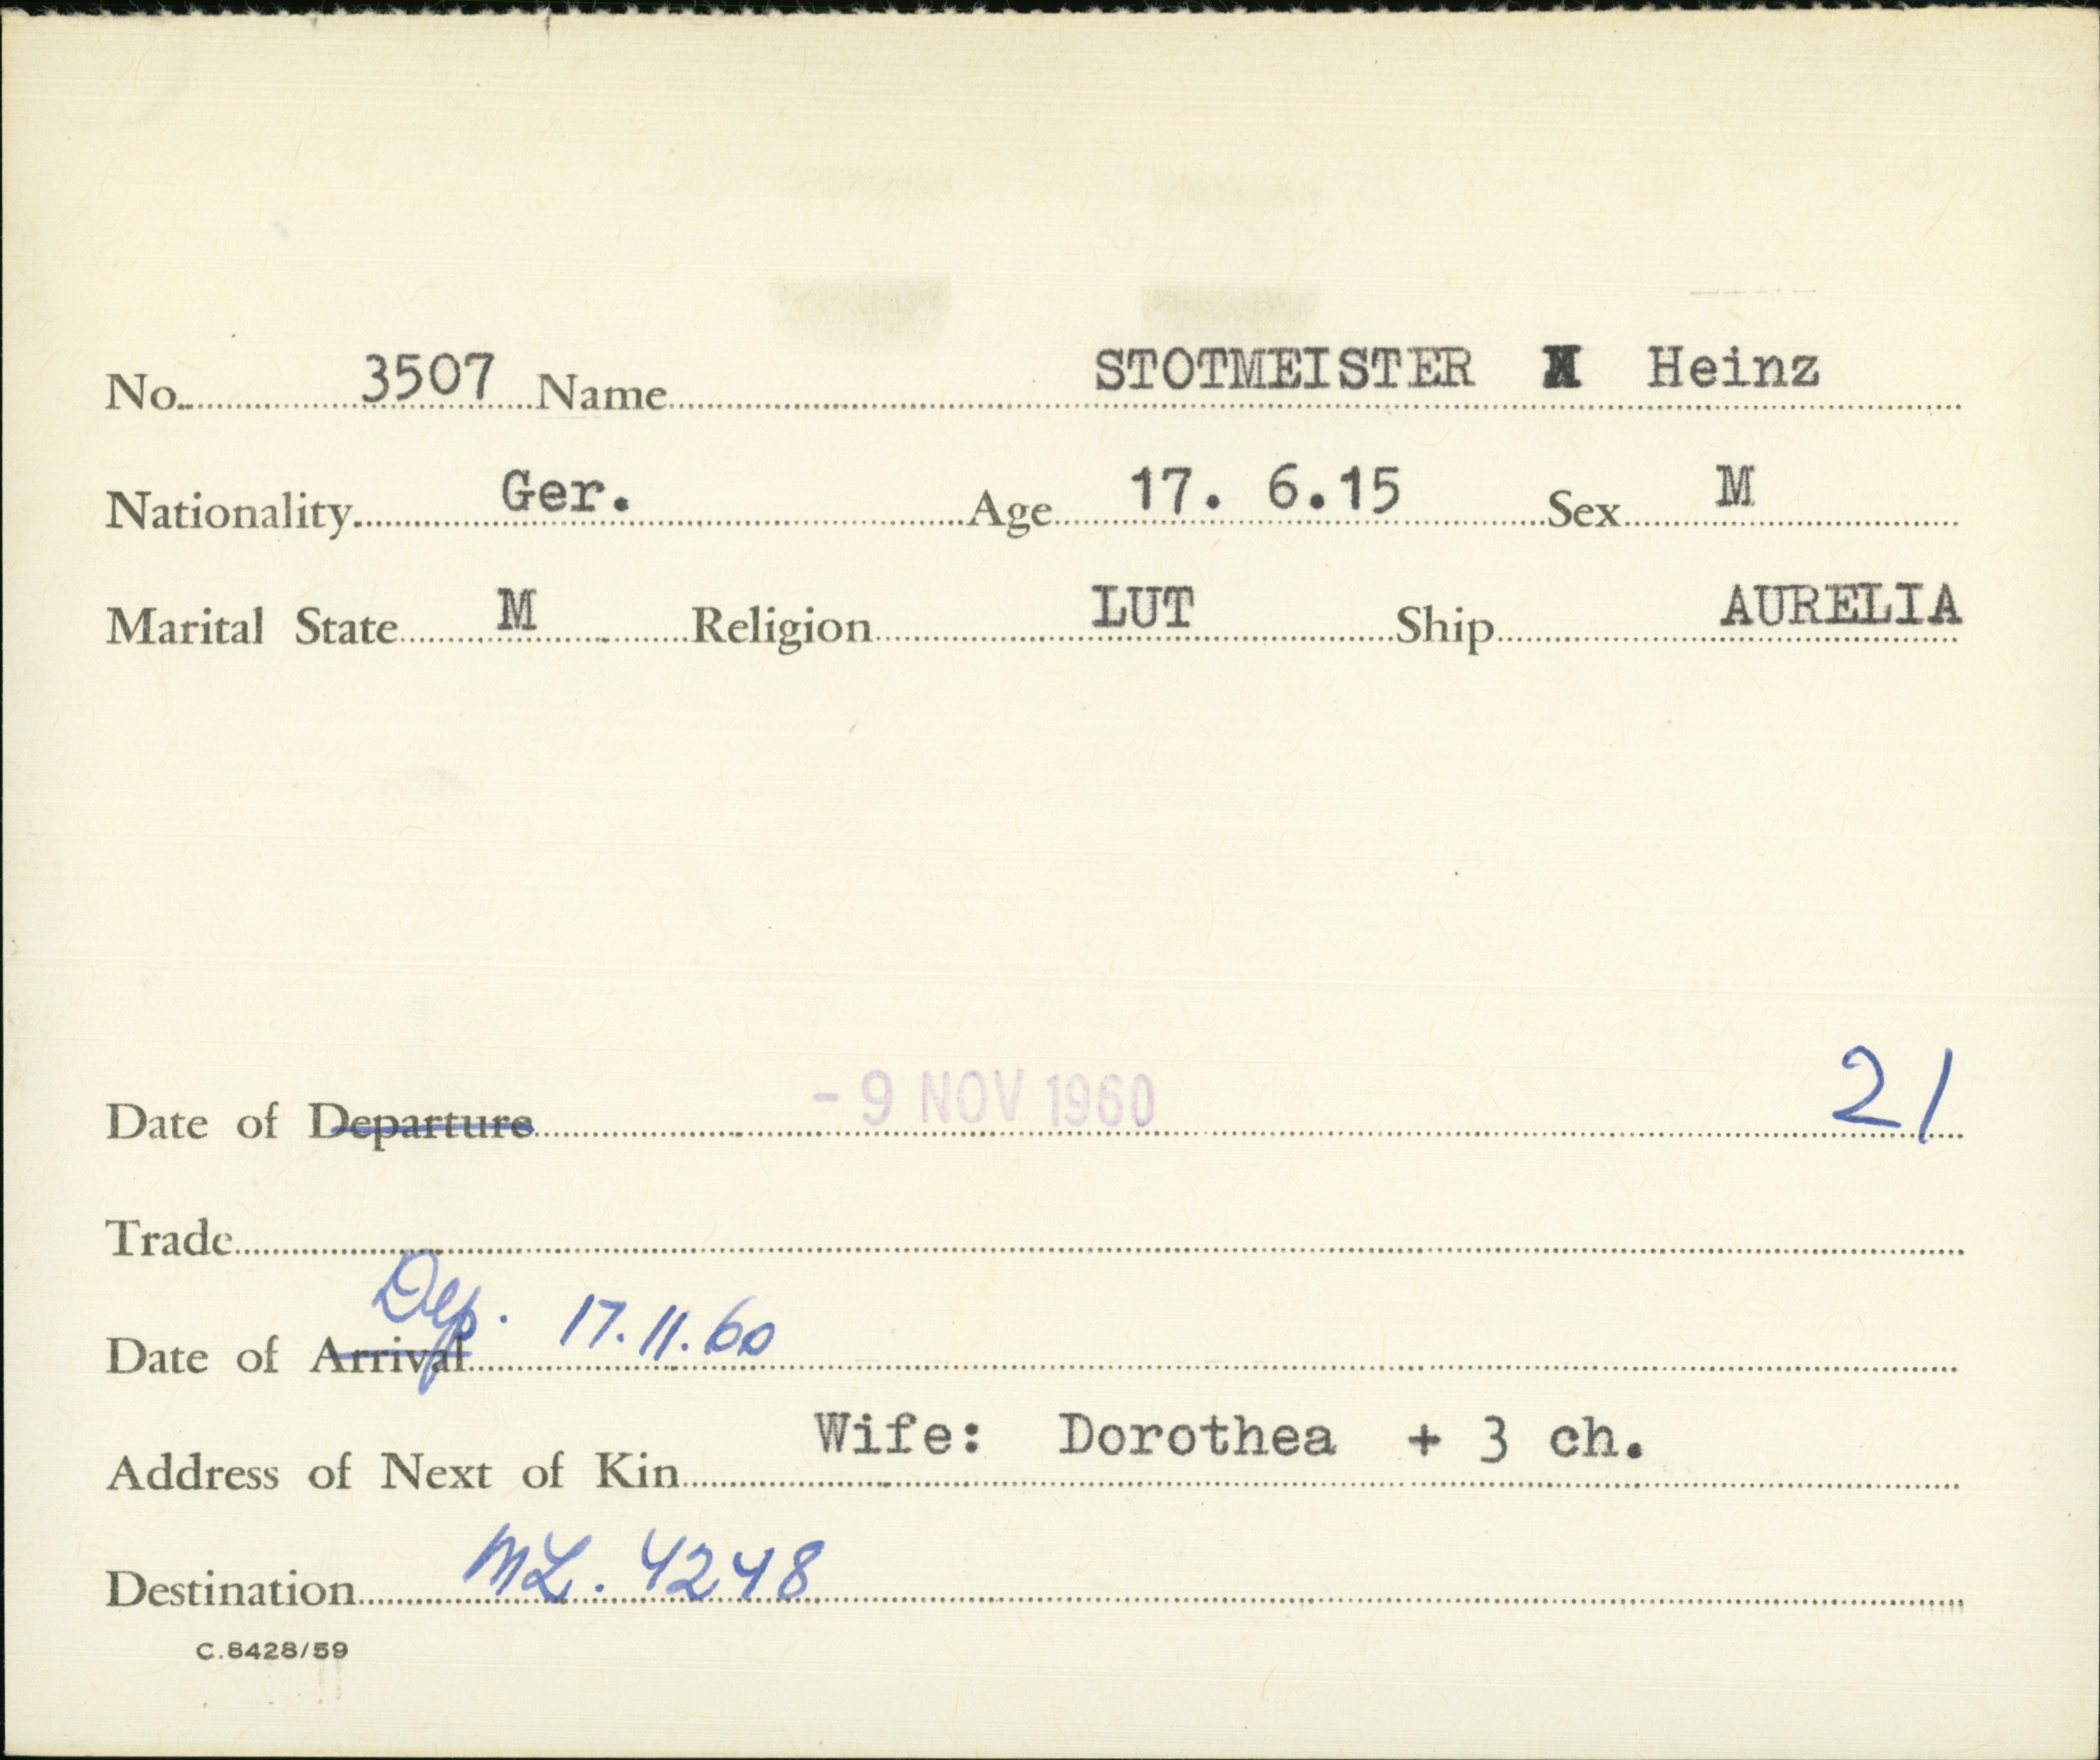 No. 3507 Name STOTMEISTER Heinz
Nationality Ger. Age 17. 6.15 Sex M
Marital State M Religion LUT Ship AURELIA
Date of Departure - 9 NOV 1960 21
Trade
Dep. 17.11.60
Date of Arrival
Wife: Dorothea + 3 ch.
Address of Next of Kin
Destination ML. 4248
C.8428/59